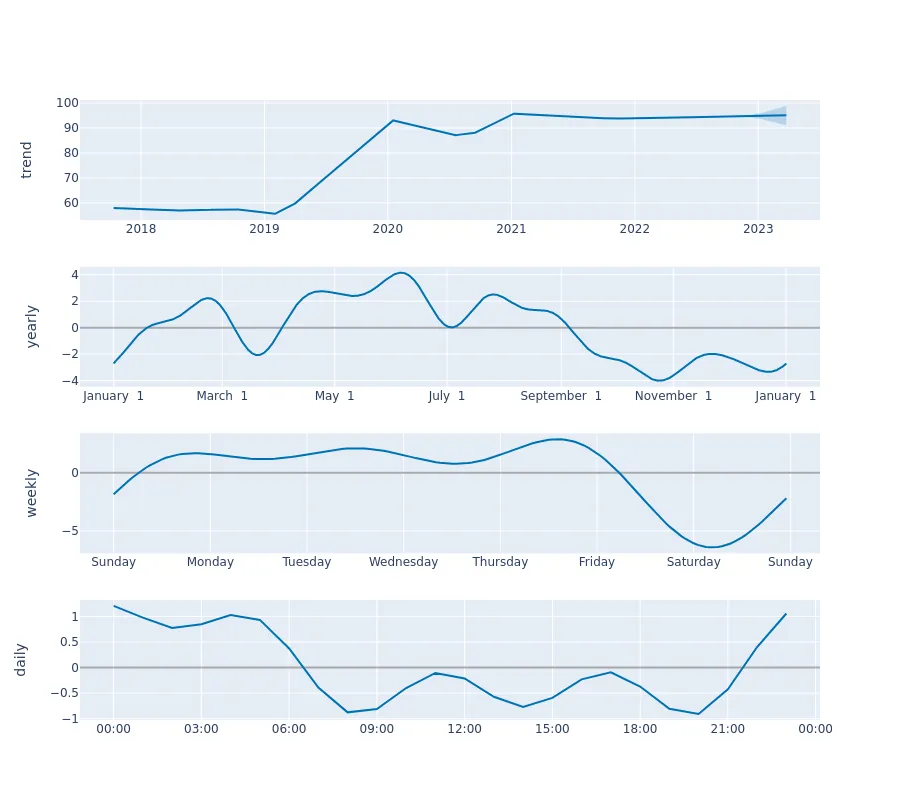 100
90
80
70
60
trend
2018 2019 2020 2021 2022 2023
4
2
0
−2
−4
yearly
January 1 March 1 May 1 July 1 September 1 November 1 January 1
0
−5
weekly
Sunday Monday Tuesday Wednesday Thursday Friday Saturday Sunday
1
0.5
0
−0.5
−1
daily
00:00 03:00 06:00 09:00 12:00 15:00 18:00 21:00 00:00